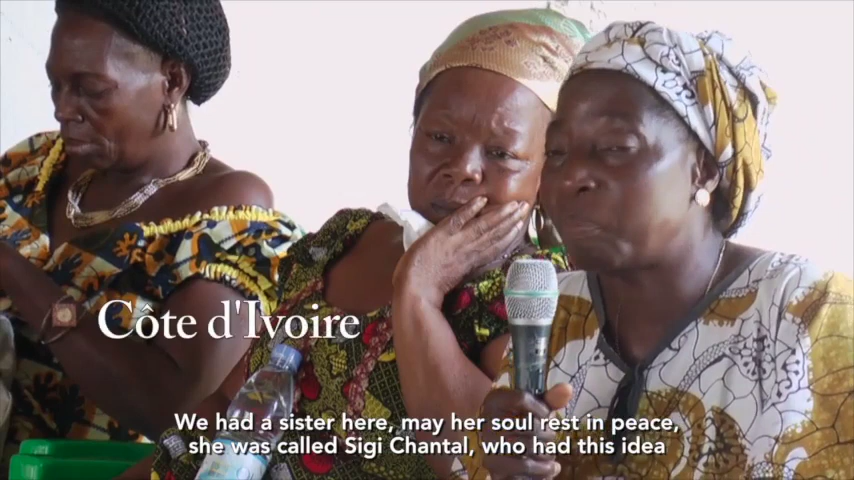 Côte d'Ivoire
We had a sister here, may her soul rest in peace,
she was called Sigi Chantal, who had this idea